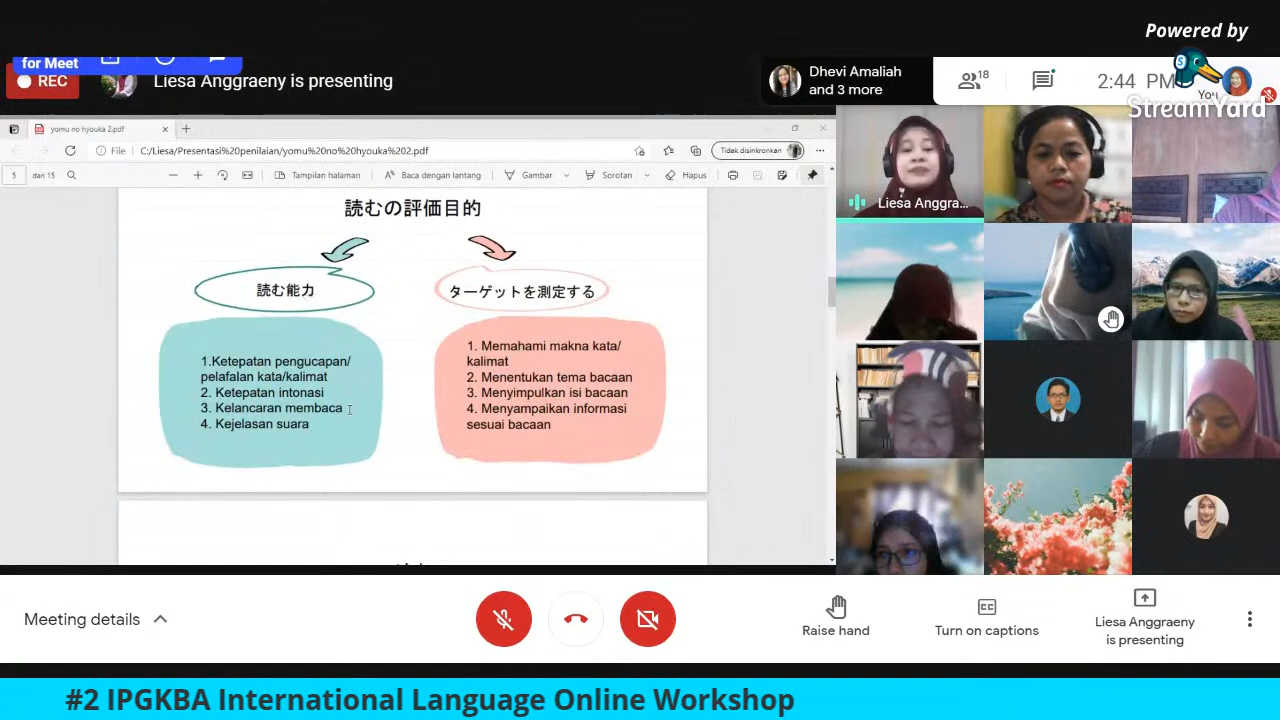 Powered by
StreamYard
for Meet
REC
Liesa Anggraeny is presenting
Dhevi Amaliah
and 3 more
18
2:44 PM
You
yomu no hyouka 2.pdf
File
C:/Liesa/Presentasi%20penilaian/yomu%20no%20hyouka%202.pdf
Tidak disinkronkan
5
dari 15
Tampilan halaman
Baca dengan lantang
Gambar
Sorotan
Hapus
読むの評価目的
読む能力
ターゲットを測定する
1.Ketepatan pengucapan/
pelafalan kata/kalimat
2. Ketepatan intonasi
3. Kelancaran membaca
4. Kejelasan suara
1. Memahami makna kata/
kalimat
2. Menentukan tema bacaan
3. Menyimpulkan isi bacaan
4. Menyampaikan informasi
sesuai bacaan
Liesa Anggra...
Meeting details
Raise hand
Turn on captions
Liesa Anggraeny
is presenting
#2 IPGKBA International Language Online Workshop